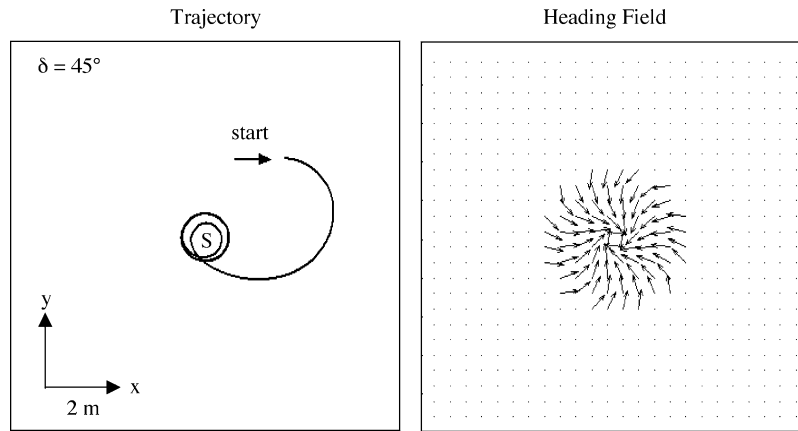 Trajectory
Heading Field
δ = 45°
start
S
y
x
2 m